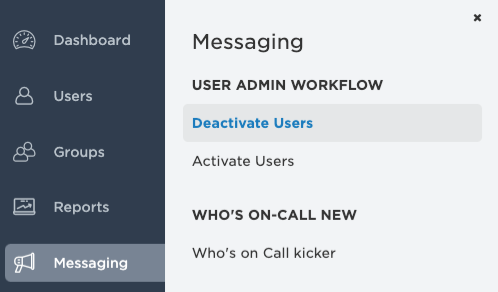 Dashboard
Users
Groups
Reports
Messaging
Messaging
USER ADMIN WORKFLOW
Deactivate Users
Activate Users
WHO'S ON-CALL NEW
Who's on Call kicker